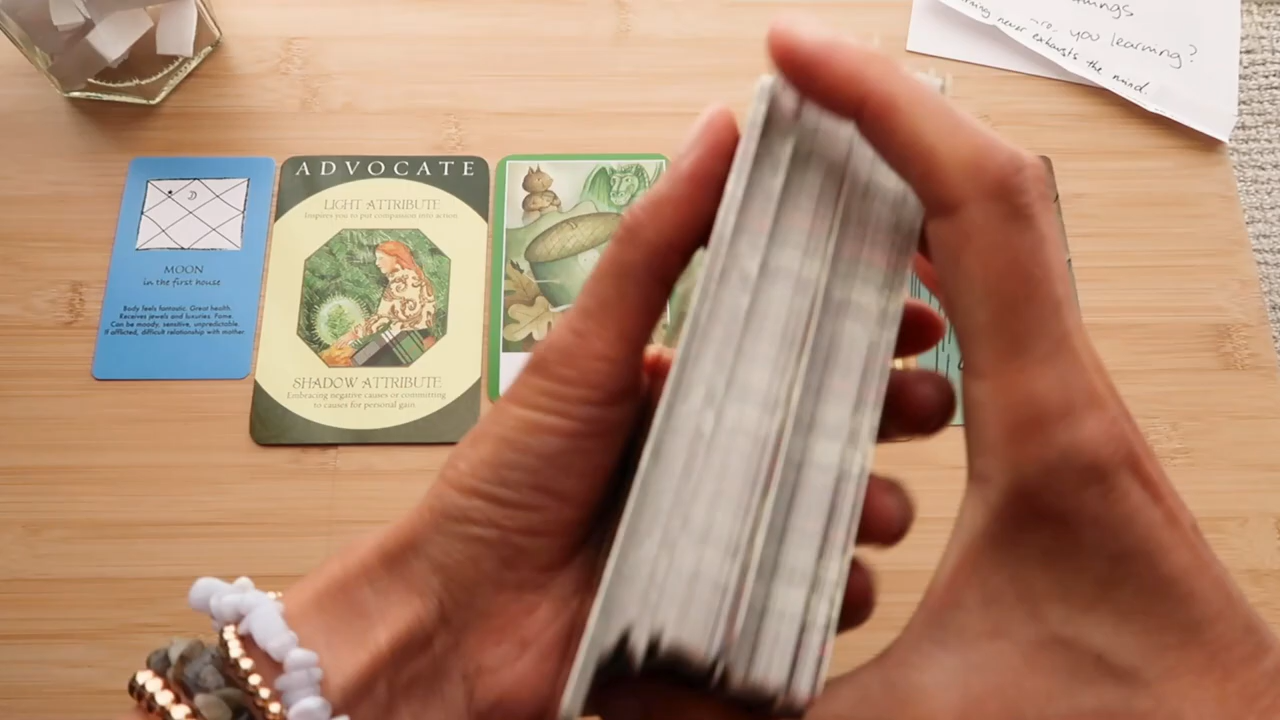 things
you learning?
never exhausts the mind.
MOON
in the first house
Body feels fantastic. Great health.
Receives jewels and luxuries. Fame.
Can be moody, sensitive, unpredictable.
If afflicted, difficult relationship with mother.
ADVOCATE
LIGHT ATTRIBUTE
Inspires you to put compassion into action
SHADOW ATTRIBUTE
Embracing negative causes or committing
to causes for personal gain